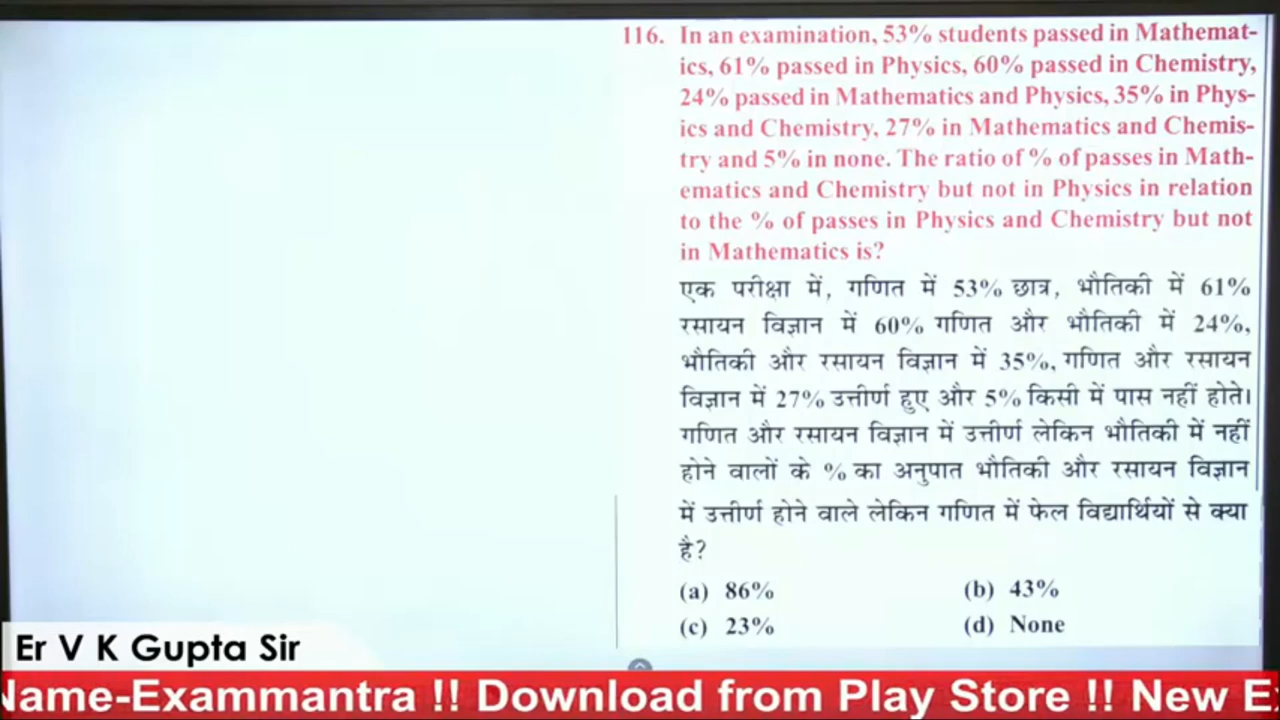 116. In an examination, 53% students passed in Mathemat-
ics, 61% passed in Physics, 60% passed in Chemistry,
24% passed in Mathematics and Physics, 35% in Phys-
ics and Chemistry, 27% in Mathematics and Chemis-
try and 5% in none. The ratio of % of passes in Math-
ematics and Chemistry but not in Physics in relation
to the % of passes in Physics and Chemistry but not
in Mathematics is?
एक परीक्षा में, गणित में 53% छात्र, भौतिकी में 61%
रसायन विज्ञान में 60% गणित और भौतिकी में 24%,
भौतिकी और रसायन विज्ञान में 35%, गणित और रसायन
विज्ञान में 27% उत्तीर्ण हुए और 5% किसी में पास नहीं होते।
गणित और रसायन विज्ञान में उत्तीर्ण लेकिन भौतिकी में नहीं
होने वालों के % का अनुपात भौतिकी और रसायन विज्ञान
में उत्तीर्ण होने वाले लेकिन गणित में फेल विद्यार्थियों से क्या
है?
(a) 86% (b) 43%
(c) 23% (d) None
Er V K Gupta Sir
Name-Exammantra !! Download from Play Store !! New E